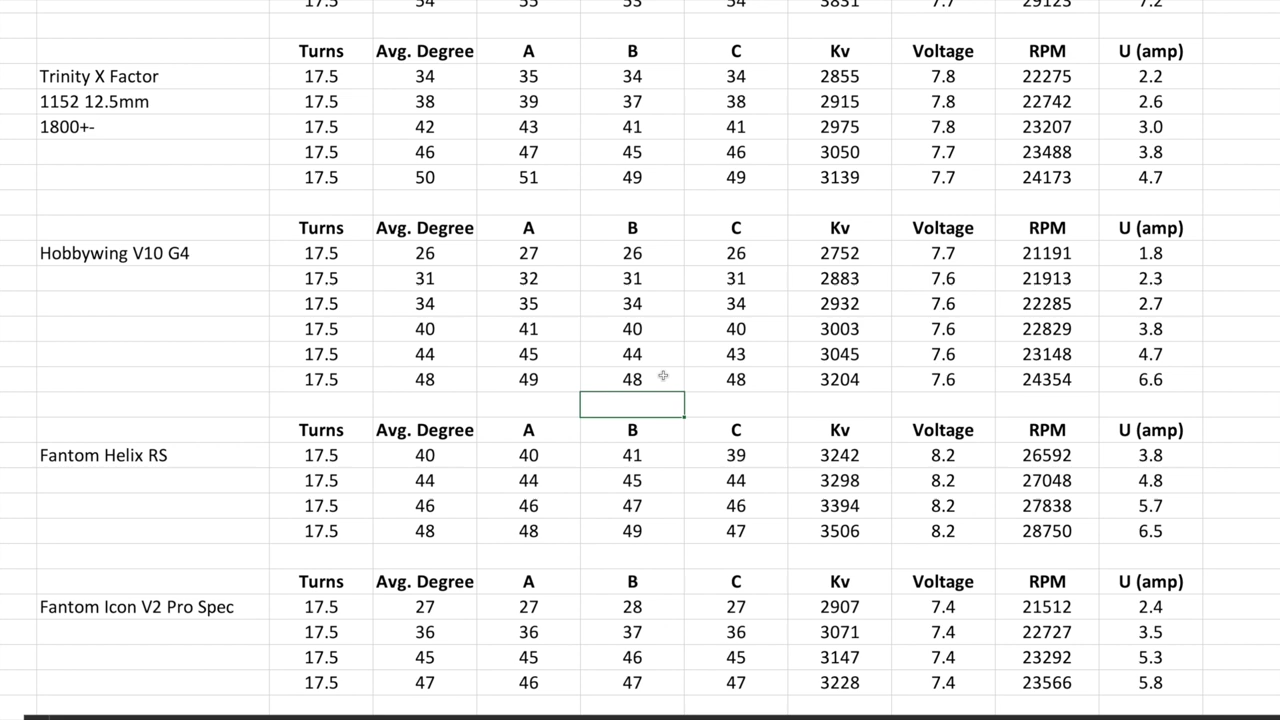 17.5 54 55 53 54 3831 7.7 29123 7.2
Turns Avg. Degree A B C Kv Voltage RPM U (amp)
Trinity X Factor 17.5 34 35 34 34 2855 7.8 22275 2.2
1152 12.5mm 17.5 38 39 37 38 2915 7.8 22742 2.6
1800+- 17.5 42 43 41 41 2975 7.8 23207 3.0
17.5 46 47 45 46 3050 7.7 23488 3.8
17.5 50 51 49 49 3139 7.7 24173 4.7
Turns Avg. Degree A B C Kv Voltage RPM U (amp)
Hobbywing V10 G4 17.5 26 27 26 26 2752 7.7 21191 1.8
17.5 31 32 31 31 2883 7.6 21913 2.3
17.5 34 35 34 34 2932 7.6 22285 2.7
17.5 40 41 40 40 3003 7.6 22829 3.8
17.5 44 45 44 43 3045 7.6 23148 4.7
17.5 48 49 48 48 3204 7.6 24354 6.6
Turns Avg. Degree A B C Kv Voltage RPM U (amp)
Fantom Helix RS 17.5 40 40 41 39 3242 8.2 26592 3.8
17.5 44 44 45 44 3298 8.2 27048 4.8
17.5 46 46 47 46 3394 8.2 27838 5.7
17.5 48 48 49 47 3506 8.2 28750 6.5
Turns Avg. Degree A B C Kv Voltage RPM U (amp)
Fantom Icon V2 Pro Spec 17.5 27 27 28 27 2907 7.4 21512 2.4
17.5 36 36 37 36 3071 7.4 22727 3.5
17.5 45 45 46 45 3147 7.4 23292 5.3
17.5 47 46 47 47 3228 7.4 23566 5.8